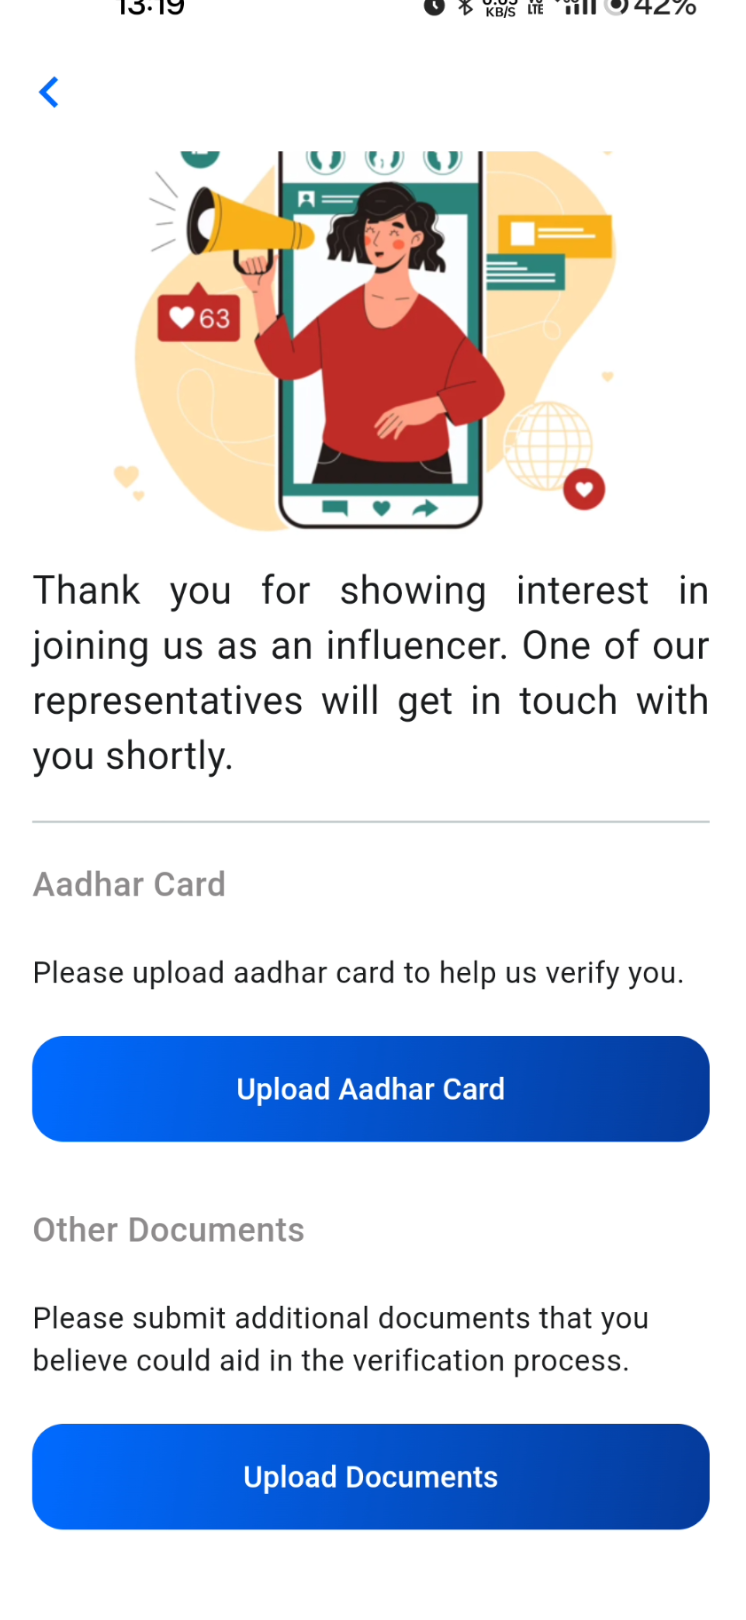 13:19
KB/S LTE 42%
63
Thank you for showing interest in
joining us as an influencer. One of our
representatives will get in touch with
you shortly.
Aadhar Card
Please upload aadhar card to help us verify you.
Upload Aadhar Card
Other Documents
Please submit additional documents that you
believe could aid in the verification process.
Upload Documents